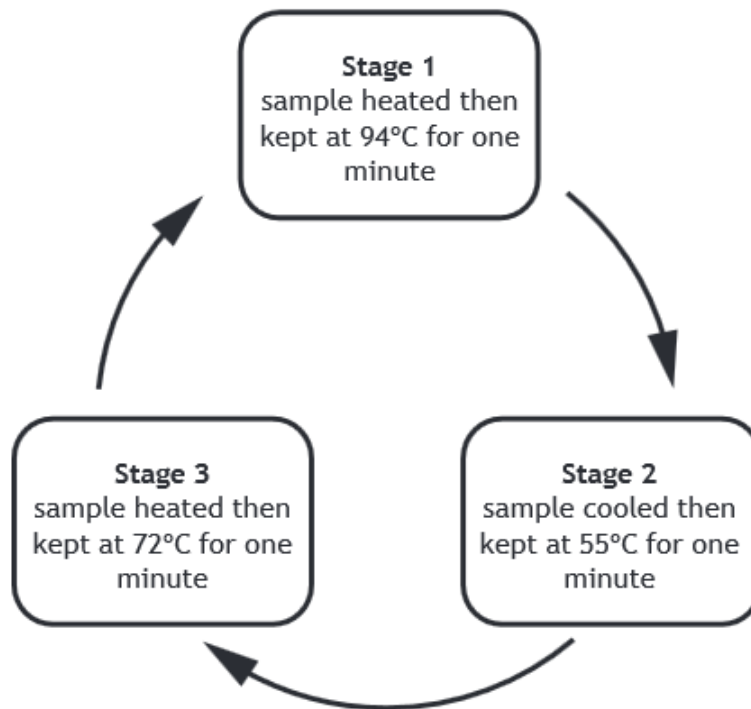 Stage 1
sample heated then
kept at 94°C for one
minute
Stage 2
sample cooled then
kept at 55°C for one
minute
Stage 3
sample heated then
kept at 72°C for one
minute